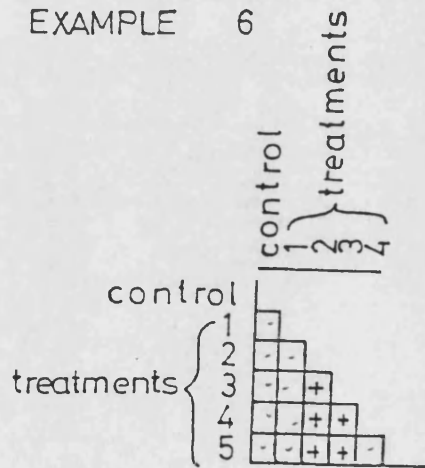 EXAMPLE 6
treatments
control
1
2
3
4
control
1 -
2 - -
treatments
3 - - +
4 - - + +
5 - - + + -